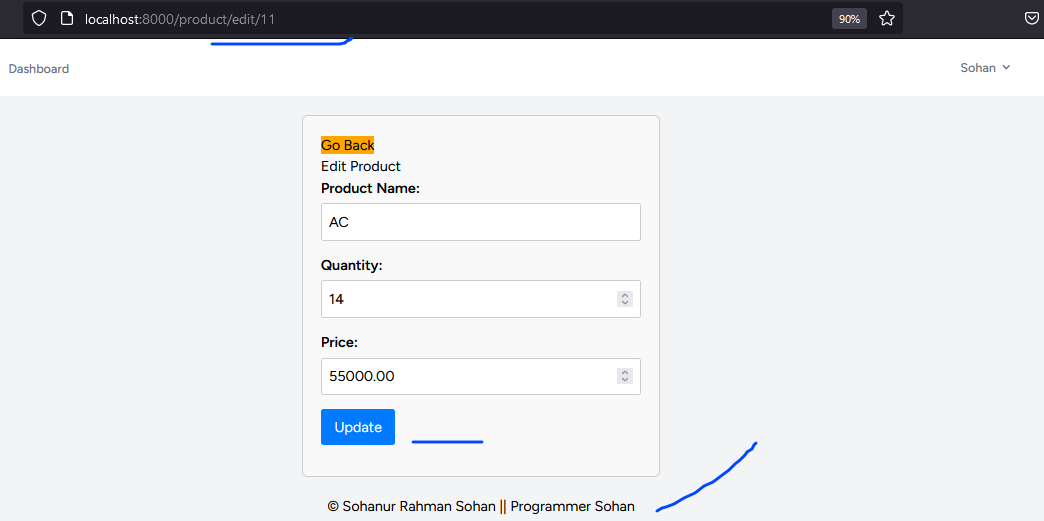 localhost:8000/product/edit/11
90%
Dashboard
Sohan
Go Back
Edit Product
Product Name:
AC
Quantity:
14
Price:
55000.00
Update
© Sohanur Rahman Sohan || Programmer Sohan